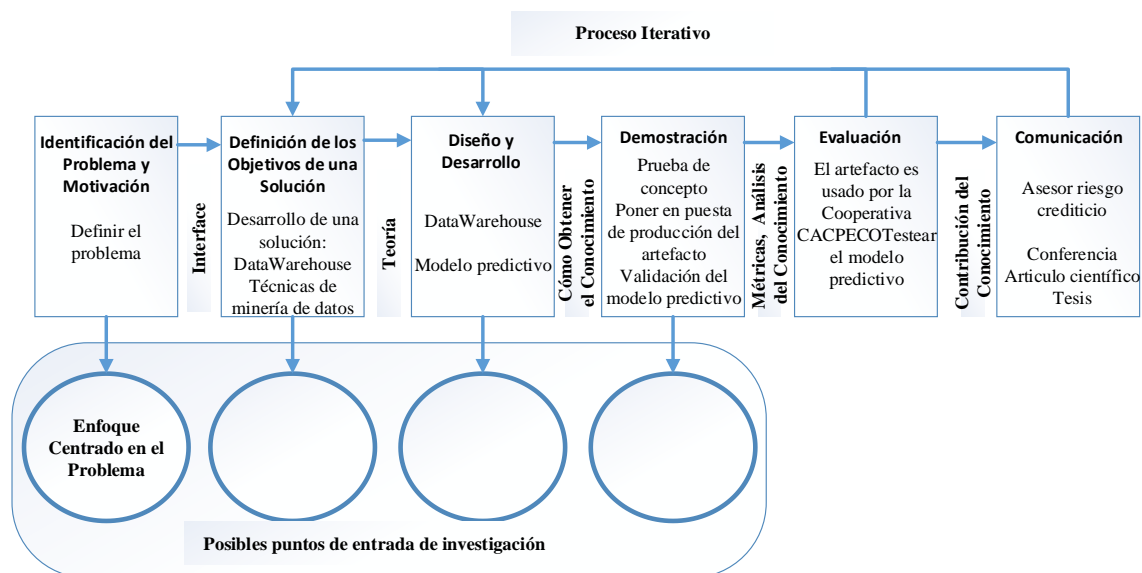 Proceso Iterativo
Identificación del
Problema y
Motivación
Definir el
problema
Interface
Definición de los
Objetivos de una
Solución
Desarrollo de una
solución:
DataWarehouse
Técnicas de
minería de datos
Teoría
Diseño y
Desarrollo
DataWarehouse
Modelo predictivo
Cómo Obtener
el Conocimiento
Demostración
Prueba de
concepto
Poner en puesta
de producción del
artefacto
Validación del
modelo predictivo
Métricas, Análisis
del Conocimiento
Evaluación
El artefacto es
usado por la
Cooperativa
CACPECOTestear
el modelo
predictivo
Contribución del
Conocimiento
Comunicación
Asesor riesgo
crediticio
Conferencia
Articulo científico
Tesis
Enfoque
Centrado en el
Problema
Posibles puntos de entrada de investigación